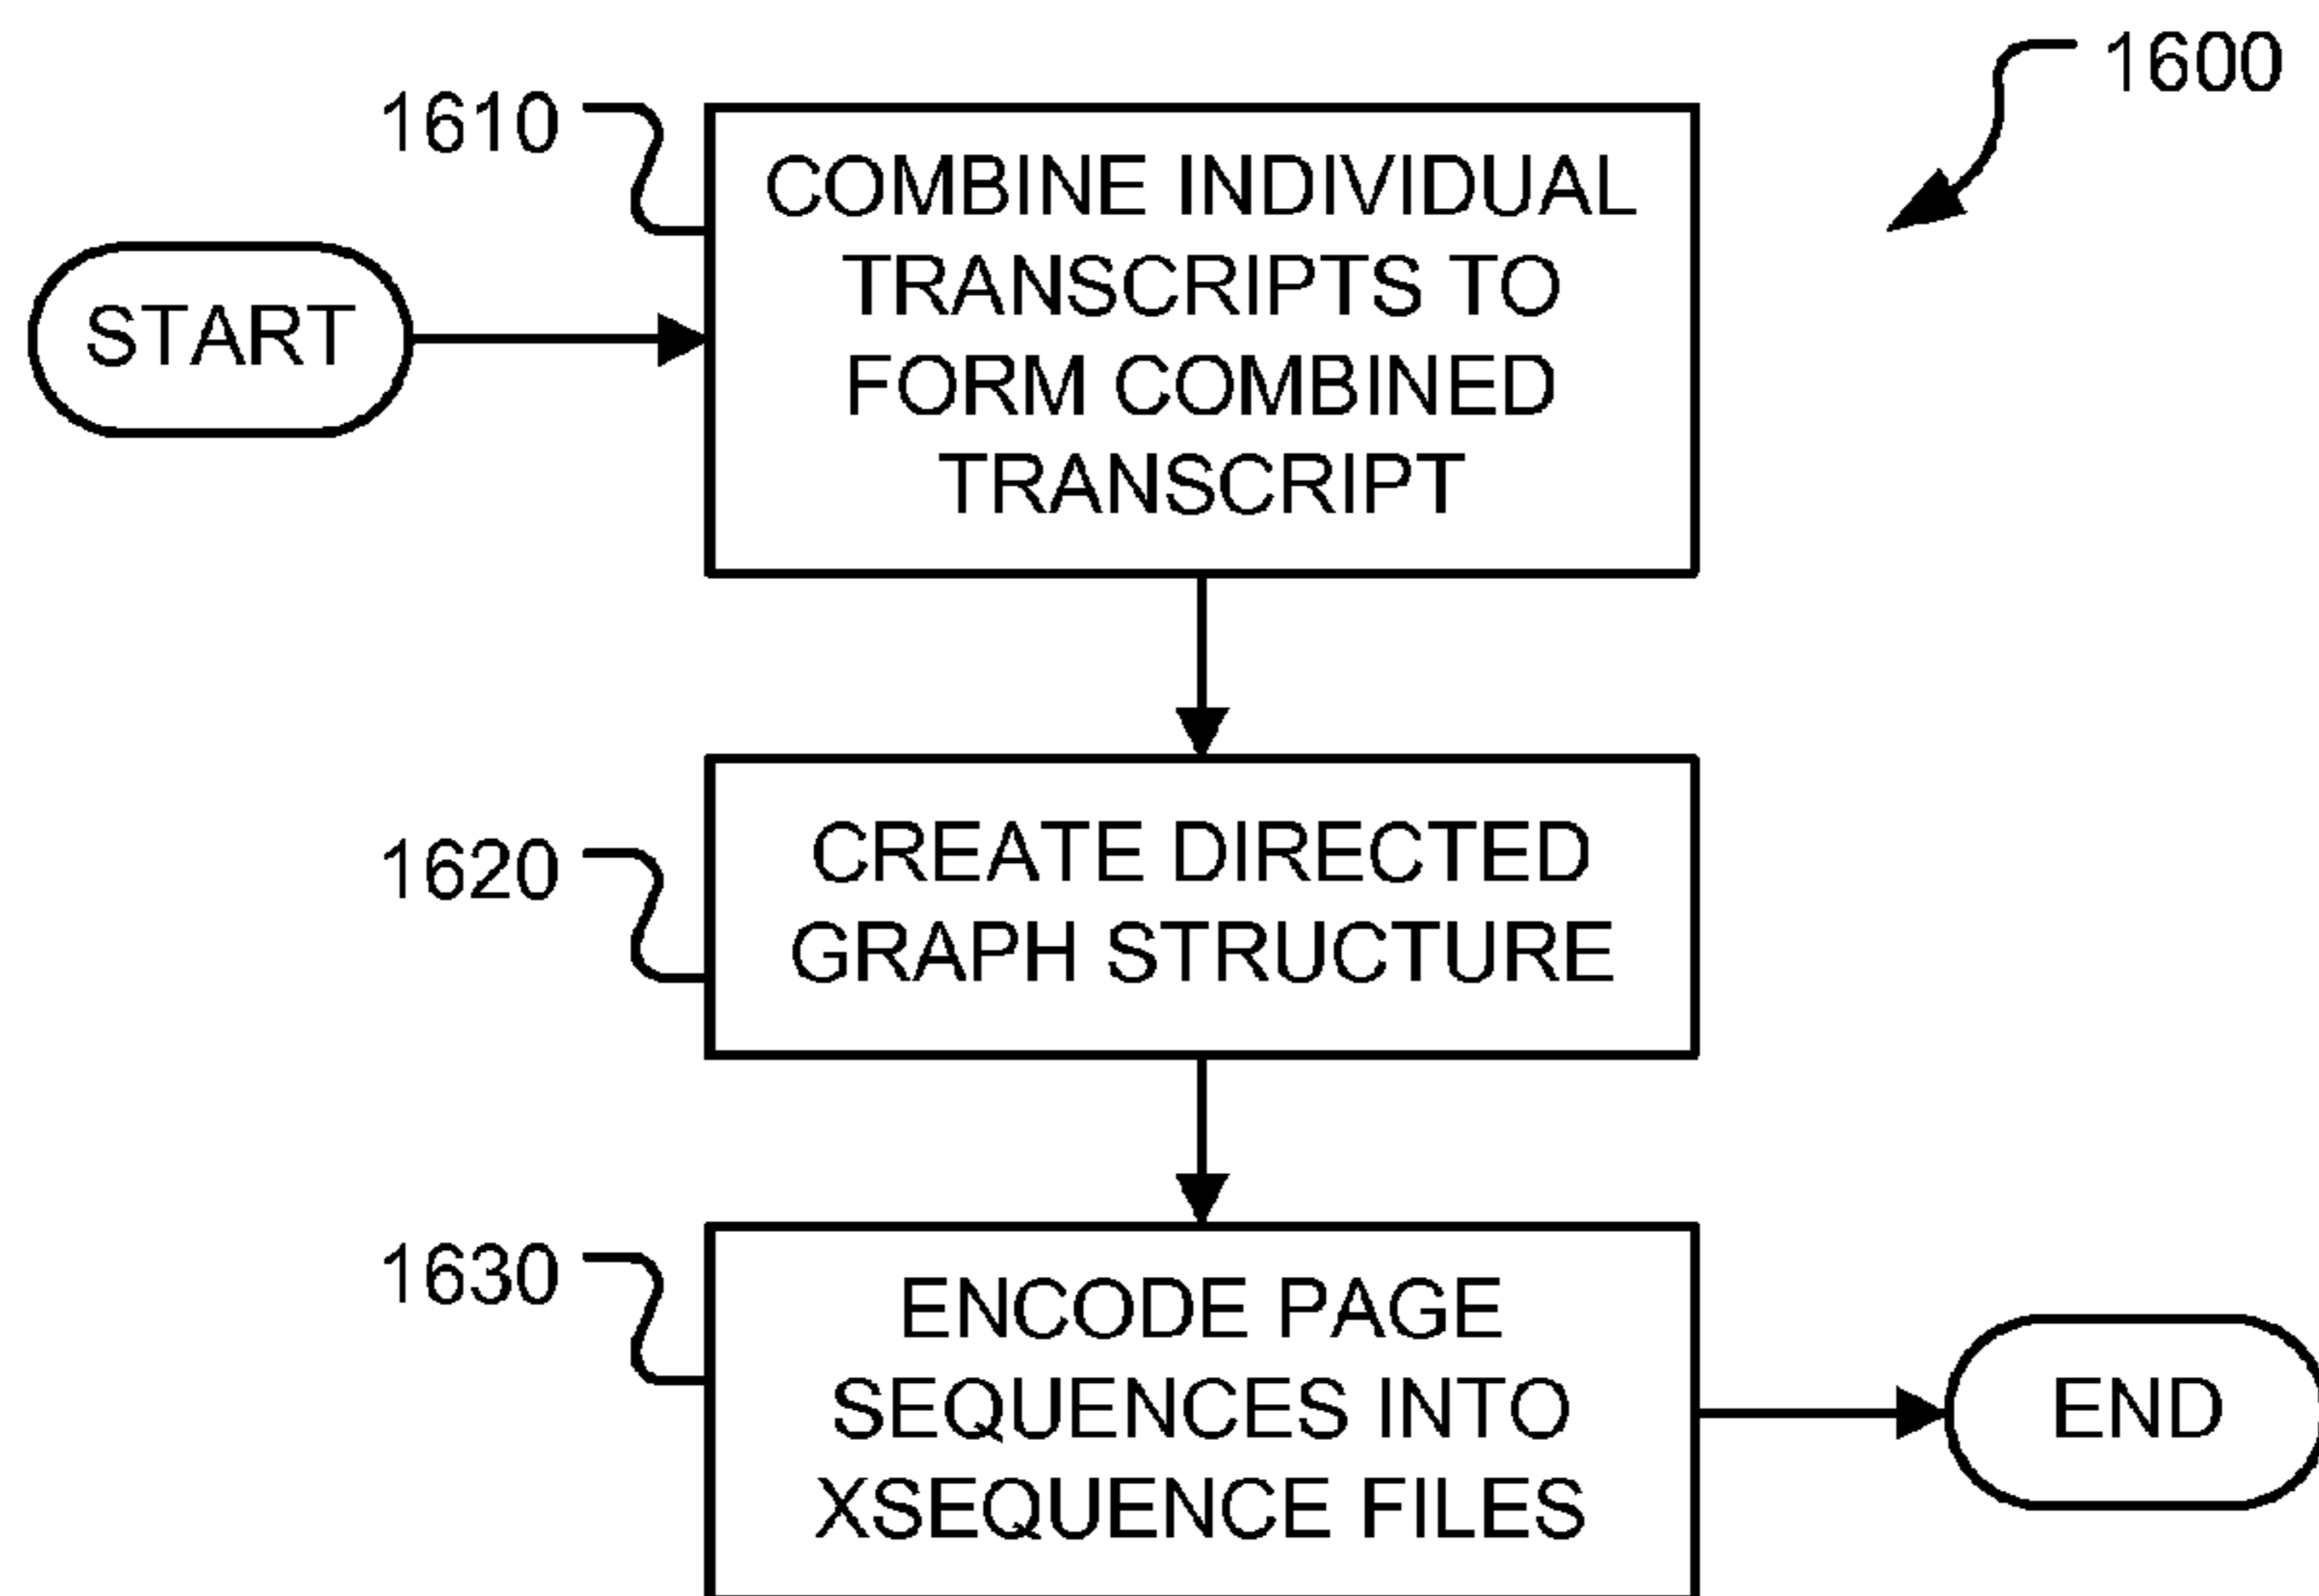 1600
1610
COMBINE INDIVIDUAL
TRANSCRIPTS TO
FORM COMBINED
TRANSCRIPT
START
1620
CREATE DIRECTED
GRAPH STRUCTURE
1630
ENCODE PAGE
SEQUENCES INTO
XSEQUENCE FILES
END